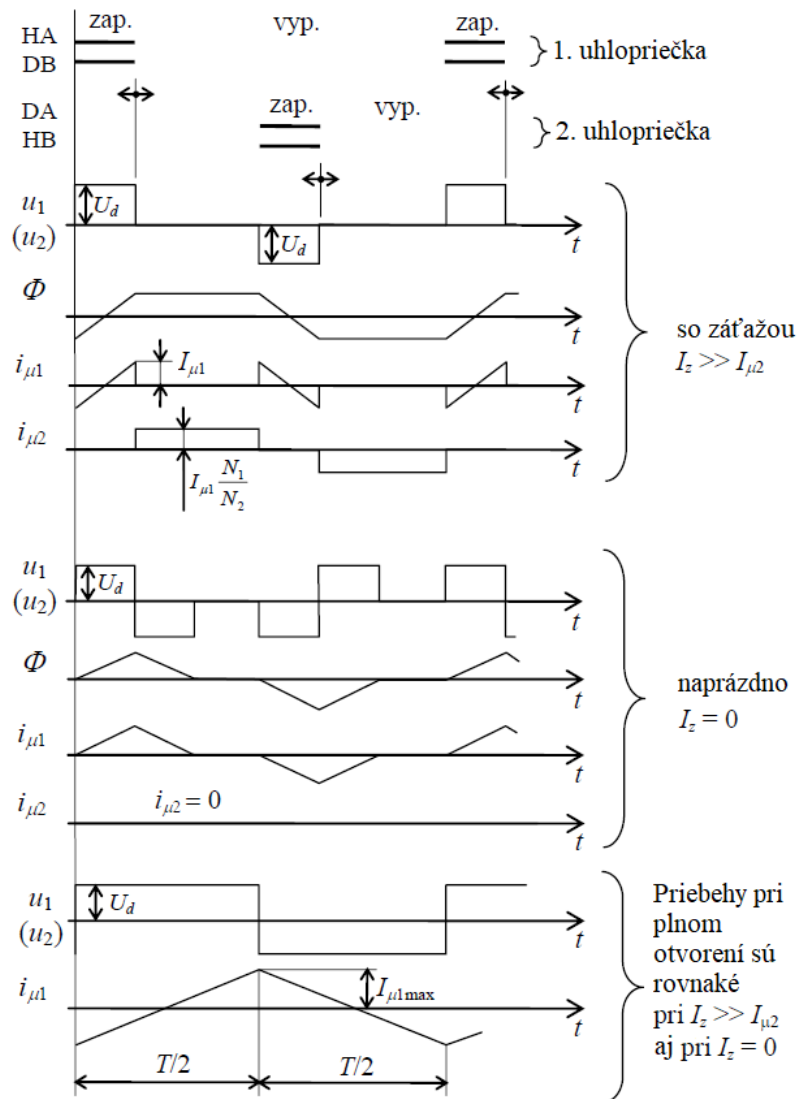 zap. vyp. zap.
HA
DB
1. uhlopriečka
DA
HB
zap. vyp.
2. uhlopriečka
u1
(u2)
Ud
Ud
t
Φ
t
iμ1
Iμ1
t
iμ2
Iμ1 N1/N2
t
so záťažou
Iz >> Iμ2
u1
(u2)
Ud
t
Φ
t
iμ1
t
iμ2
iμ2 = 0
t
naprázdno
Iz = 0
u1
(u2)
Ud
t
iμ1
Iμ1max
t
T/2 T/2
Priebehy pri
plnom
otvorení sú
rovnaké
pri Iz >> Iμ2
aj pri Iz = 0